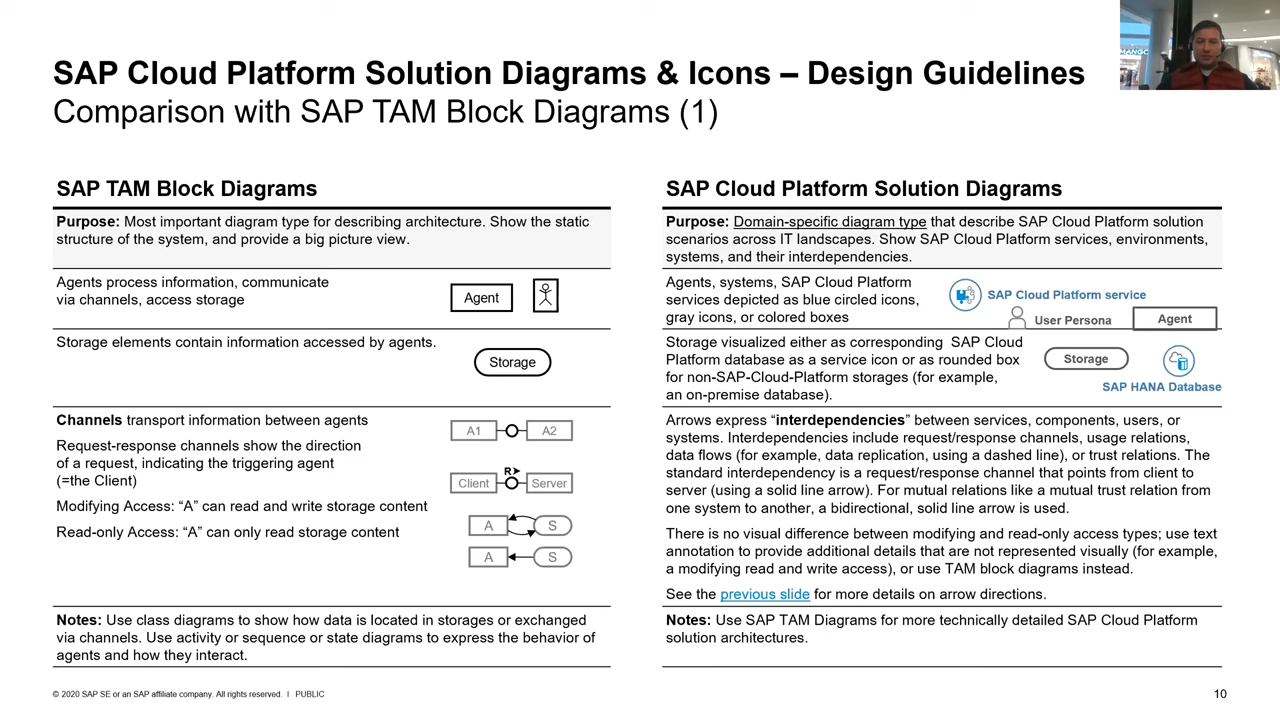 SAP Cloud Platform Solution Diagrams & Icons – Design Guidelines
Comparison with SAP TAM Block Diagrams (1)
MANGO
SAP TAM Block Diagrams
Purpose: Most important diagram type for describing architecture. Show the static
structure of the system, and provide a big picture view.
Agents process information, communicate
via channels, access storage
Agent
Storage elements contain information accessed by agents.
Storage
Channels transport information between agents
A1
A2
Request-response channels show the direction
of a request, indicating the triggering agent
(=the Client)
R
Client
Server
Modifying Access: “A” can read and write storage content
A
S
Read-only Access: “A” can only read storage content
A
S
Notes: Use class diagrams to show how data is located in storages or exchanged
via channels. Use activity or sequence or state diagrams to express the behavior of
agents and how they interact.
SAP Cloud Platform Solution Diagrams
Purpose: Domain-specific diagram type that describe SAP Cloud Platform solution
scenarios across IT landscapes. Show SAP Cloud Platform services, environments,
systems, and their interdependencies.
Agents, systems, SAP Cloud Platform
services depicted as blue circled icons,
gray icons, or colored boxes
SAP Cloud Platform service
User Persona
Agent
Storage visualized either as corresponding SAP Cloud
Platform database as a service icon or as rounded box
for non-SAP-Cloud-Platform storages (for example,
an on-premise database).
Storage
SAP HANA Database
Arrows express “interdependencies” between services, components, users, or
systems. Interdependencies include request/response channels, usage relations,
data flows (for example, data replication, using a dashed line), or trust relations. The
standard interdependency is a request/response channel that points from client to
server (using a solid line arrow). For mutual relations like a mutual trust relation from
one system to another, a bidirectional, solid line arrow is used.
There is no visual difference between modifying and read-only access types; use text
annotation to provide additional details that are not represented visually (for example,
a modifying read and write access), or use TAM block diagrams instead.
See the previous slide for more details on arrow directions.
Notes: Use SAP TAM Diagrams for more technically detailed SAP Cloud Platform
solution architectures.
© 2020 SAP SE or an SAP affiliate company. All rights reserved. I PUBLIC
10